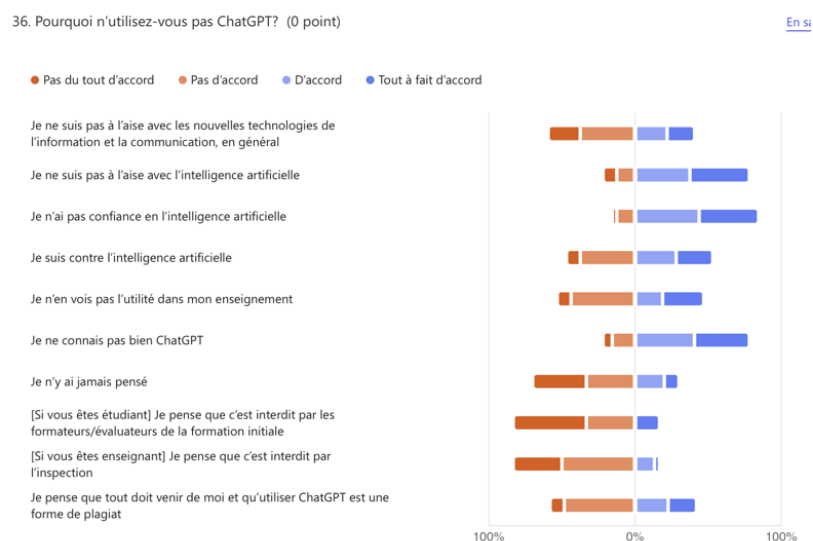 36. Pourquoi n'utilisez-vous pas ChatGPT? (0 point)
En sa
Pas du tout d'accord Pas d'accord D'accord Tout à fait d'accord
Je ne suis pas à l'aise avec les nouvelles technologies de
l'information et la communication, en général
Je ne suis pas à l'aise avec l'intelligence artificielle
Je n'ai pas confiance en l'intelligence artificielle
Je suis contre l'intelligence artificielle
Je n'en vois pas l'utilité dans mon enseignement
Je ne connais pas bien ChatGPT
Je n'y ai jamais pensé
[Si vous êtes étudiant] Je pense que c'est interdit par les
formateurs/évaluateurs de la formation initiale
[Si vous êtes enseignant] Je pense que c'est interdit par
l'inspection
Je pense que tout doit venir de moi et qu'utiliser ChatGPT est une
forme de plagiat
100% 0% 100%